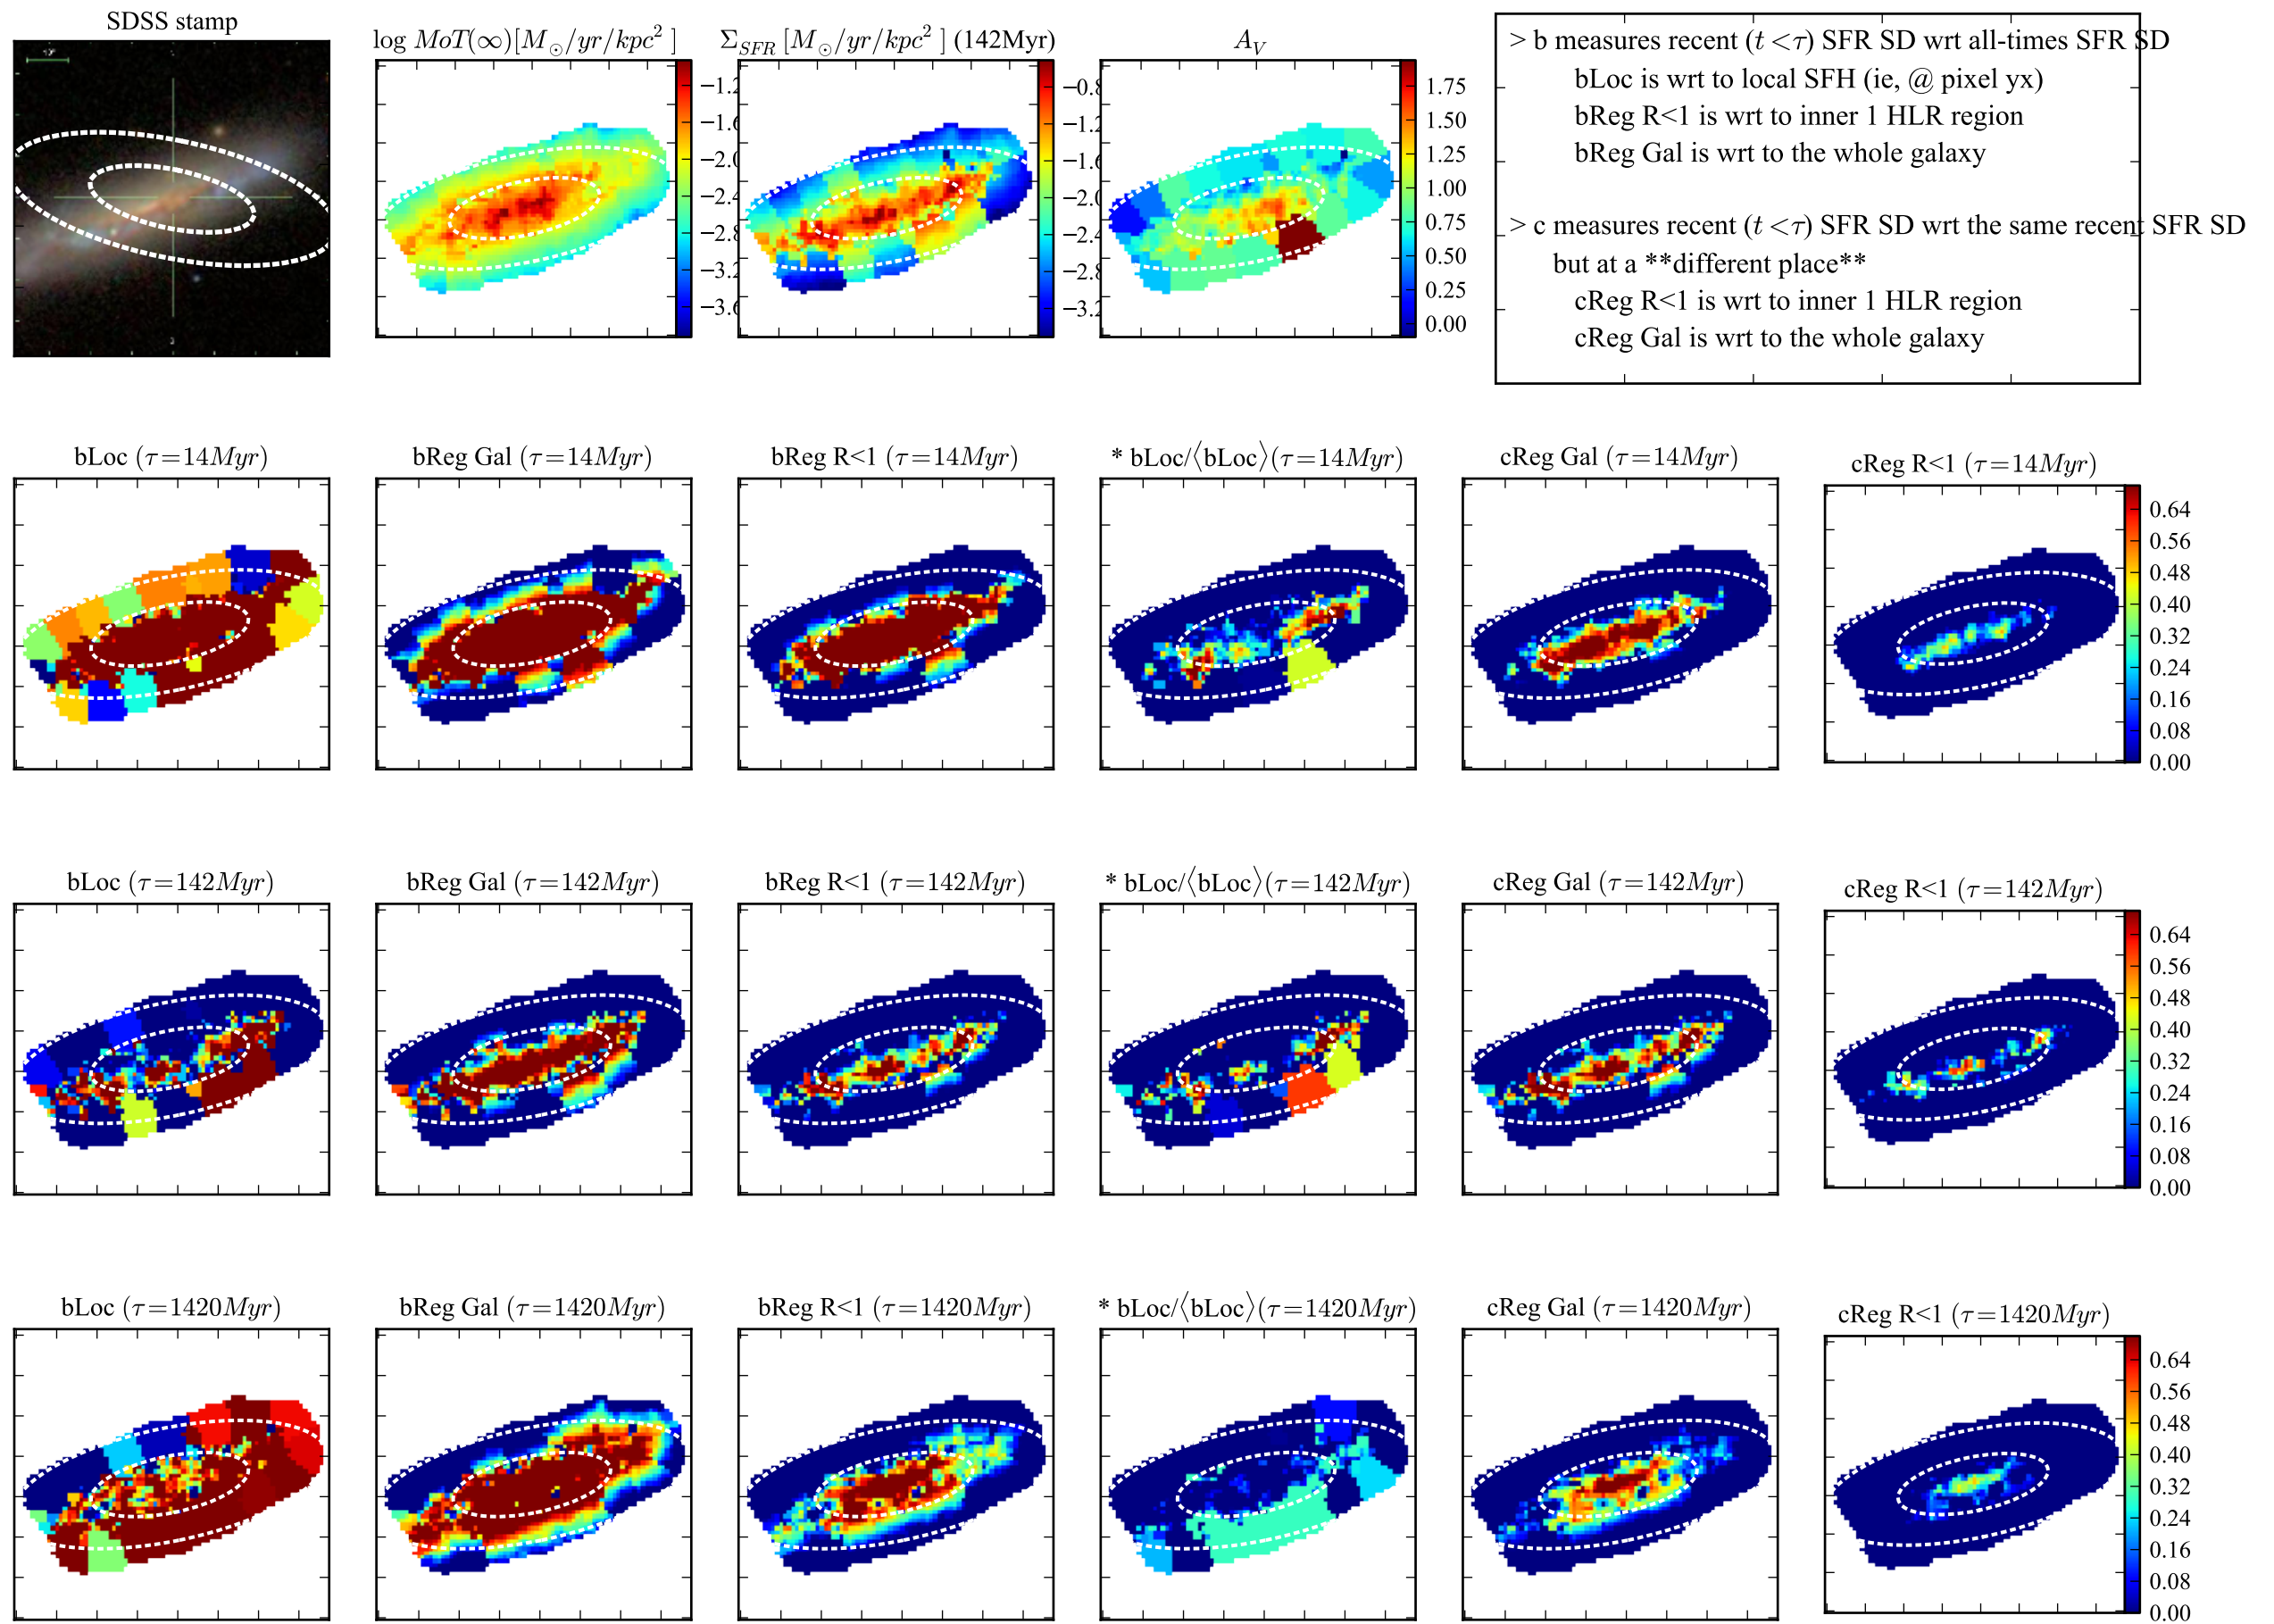 SDSS stamp
log MoT(∞)[M⊙/yr/kpc² ]
Σ_SFR [M⊙/yr/kpc² ] (142Myr)
A_V
−1.2
−1.6
−2.0
−2.4
−2.8
−3.2
−3.6
−0.8
−1.2
−1.6
−2.0
−2.4
−2.8
−3.2
1.75
1.50
1.25
1.00
0.75
0.50
0.25
0.00
> b measures recent (t <τ) SFR SD wrt all-times SFR SD
bLoc is wrt to local SFH (ie, @ pixel yx)
bReg R<1 is wrt to inner 1 HLR region
bReg Gal is wrt to the whole galaxy
> c measures recent (t <τ) SFR SD wrt the same recent SFR SD
but at a **different place**
cReg R<1 is wrt to inner 1 HLR region
cReg Gal is wrt to the whole galaxy
bLoc (τ=14Myr)
bReg Gal (τ=14Myr)
bReg R<1 (τ=14Myr)
* bLoc/⟨bLoc⟩(τ=14Myr)
cReg Gal (τ=14Myr)
cReg R<1 (τ=14Myr)
0.64
0.56
0.48
0.40
0.32
0.24
0.16
0.08
0.00
bLoc (τ=142Myr)
bReg Gal (τ=142Myr)
bReg R<1 (τ=142Myr)
* bLoc/⟨bLoc⟩(τ=142Myr)
cReg Gal (τ=142Myr)
cReg R<1 (τ=142Myr)
0.64
0.56
0.48
0.40
0.32
0.24
0.16
0.08
0.00
bLoc (τ=1420Myr)
bReg Gal (τ=1420Myr)
bReg R<1 (τ=1420Myr)
* bLoc/⟨bLoc⟩(τ=1420Myr)
cReg Gal (τ=1420Myr)
cReg R<1 (τ=1420Myr)
0.64
0.56
0.48
0.40
0.32
0.24
0.16
0.08
0.00